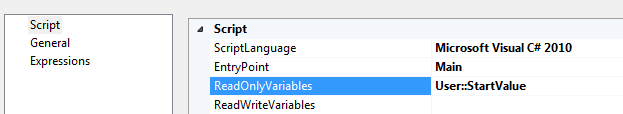 Script
General
Expressions
Script
ScriptLanguage Microsoft Visual C# 2010
EntryPoint Main
ReadOnlyVariables User::StartValue
ReadWriteVariables